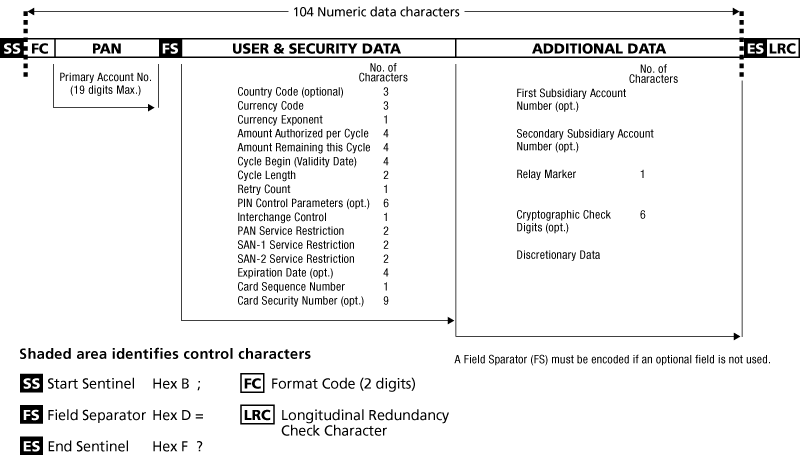 104 Numeric data characters
SS FC PAN FS USER & SECURITY DATA ADDITIONAL DATA ES LRC
Primary Account No.
(19 digits Max.)
No. of
Characters
Country Code (optional) 3
Currency Code 3
Currency Exponent 1
Amount Authorized per Cycle 4
Amount Remaining this Cycle 4
Cycle Begin (Validity Date) 4
Cycle Length 2
Retry Count 1
PIN Control Parameters (opt.) 6
Interchange Control 1
PAN Service Restriction 2
SAN-1 Service Restriction 2
SAN-2 Service Restriction 2
Expiration Date (opt.) 4
Card Sequence Number 1
Card Security Number (opt.) 9
No. of
Characters
First Subsidiary Account
Number (opt.)
Secondary Subsidiary Account
Number (opt.)
Relay Marker 1
Cryptographic Check 6
Digits (opt.)
Discretionary Data
A Field Sparator (FS) must be encoded if an optional field is not used.
Shaded area identifies control characters
SS Start Sentinel Hex B ;
FS Field Separator Hex D =
ES End Sentinel Hex F ?
FC Format Code (2 digits)
LRC Longitudinal Redundancy
Check Character